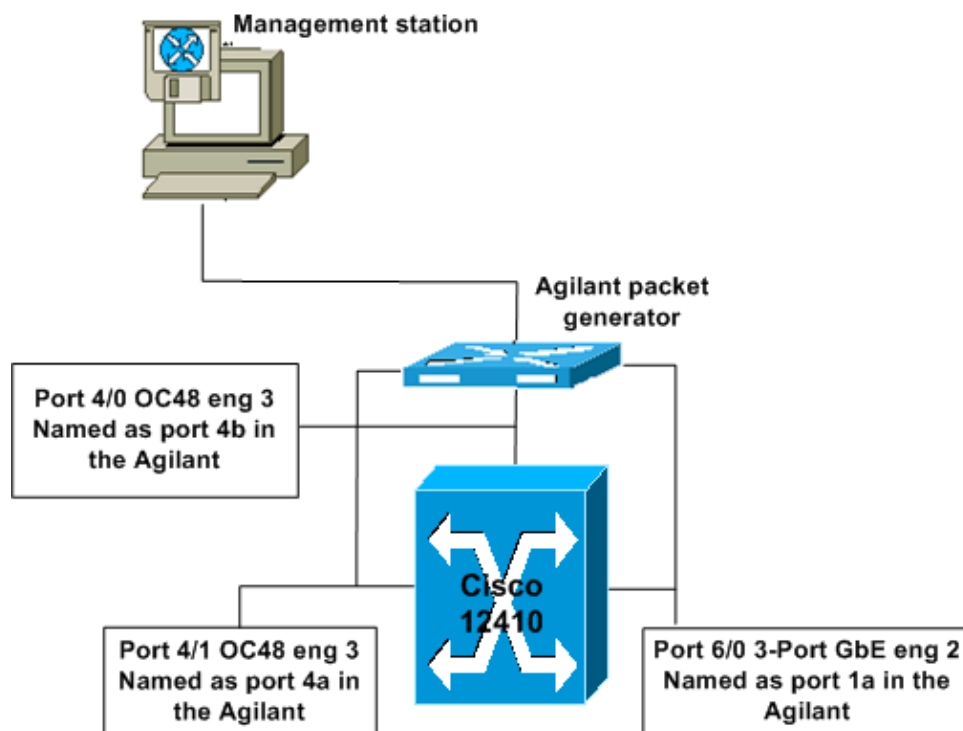 Management station
Agilant packet
generator
Port 4/0 OC48 eng 3
Named as port 4b in
the Agilant
Cisco
12410
Port 4/1 OC48 eng 3
Named as port 4a in
the Agilant
Port 6/0 3-Port GbE eng 2
Named as port 1a in the
Agilant